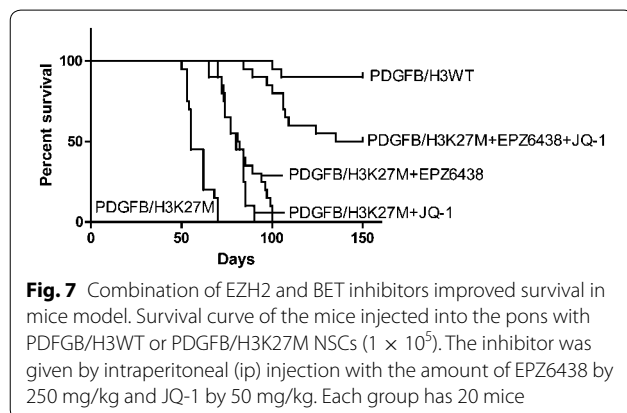 100
50
0
Percent survival
PDGFB/H3WT
PDGFB/H3K27M+EPZ6438+JQ-1
PDGFB/H3K27M+EPZ6438
PDGFB/H3K27M
PDGFB/H3K27M+JQ-1
0 50 100 150
Days
Fig. 7 Combination of EZH2 and BET inhibitors improved survival in
mice model. Survival curve of the mice injected into the pons with
PDFGB/H3WT or PDGFB/H3K27M NSCs (1 × 10⁵). The inhibitor was
given by intraperitoneal (ip) injection with the amount of EPZ6438 by
250 mg/kg and JQ-1 by 50 mg/kg. Each group has 20 mice